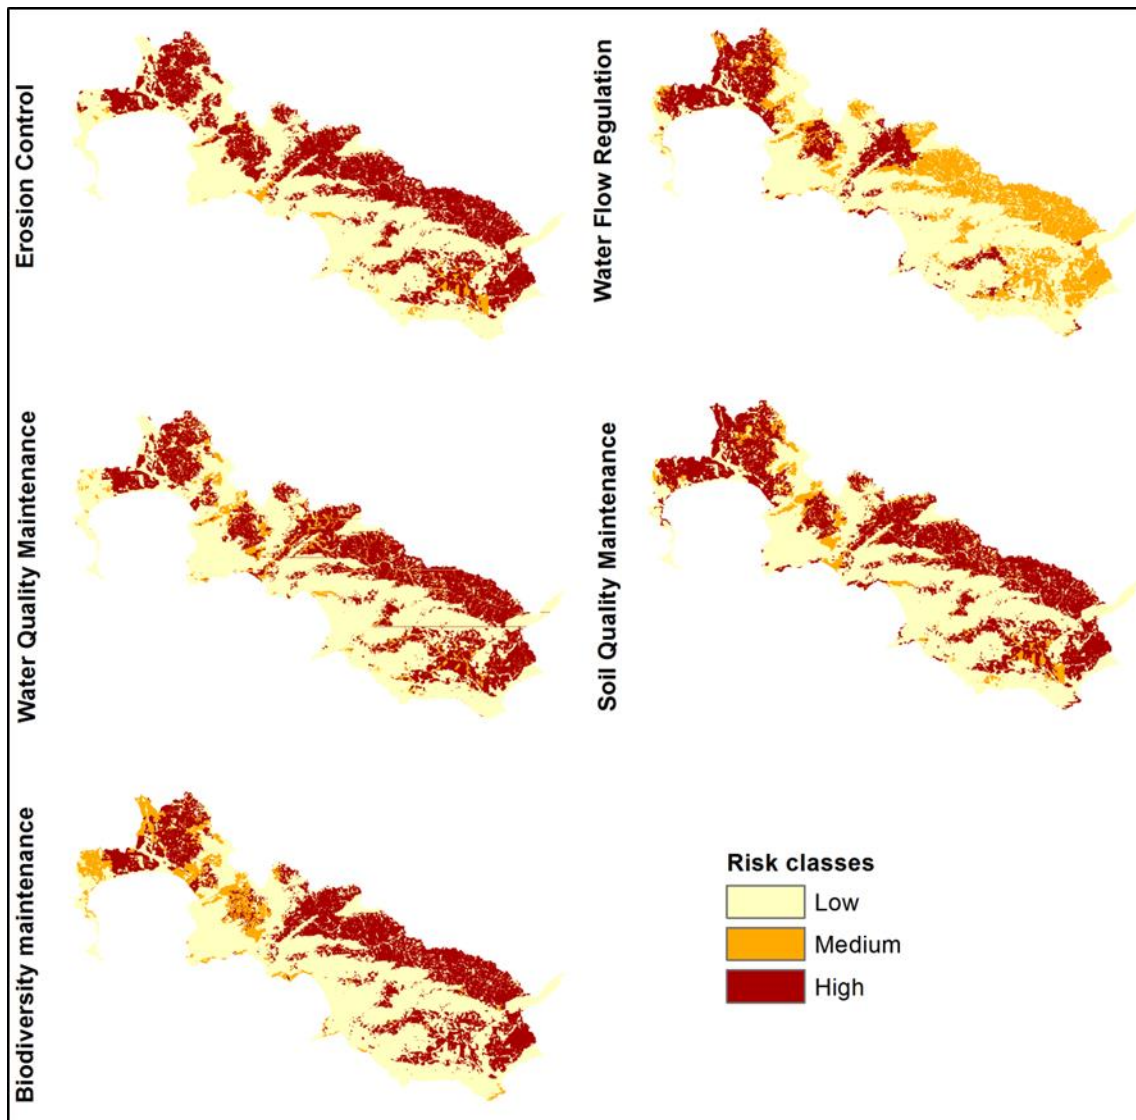 Erosion Control
Water Flow Regulation
Water Quality Maintenance
Soil Quality Maintenance
Biodiversity maintenance
Risk classes
Low
Medium
High